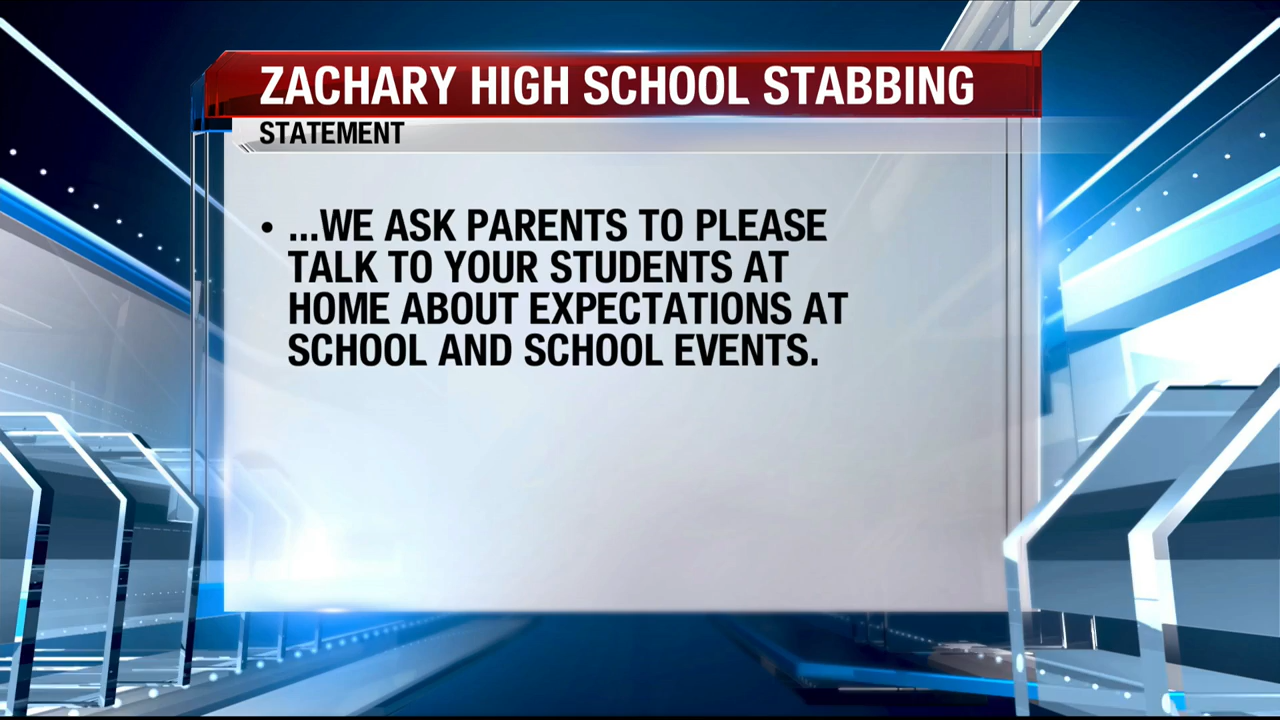 ZACHARY HIGH SCHOOL STABBING
STATEMENT
• ...WE ASK PARENTS TO PLEASE
TALK TO YOUR STUDENTS AT
HOME ABOUT EXPECTATIONS AT
SCHOOL AND SCHOOL EVENTS.